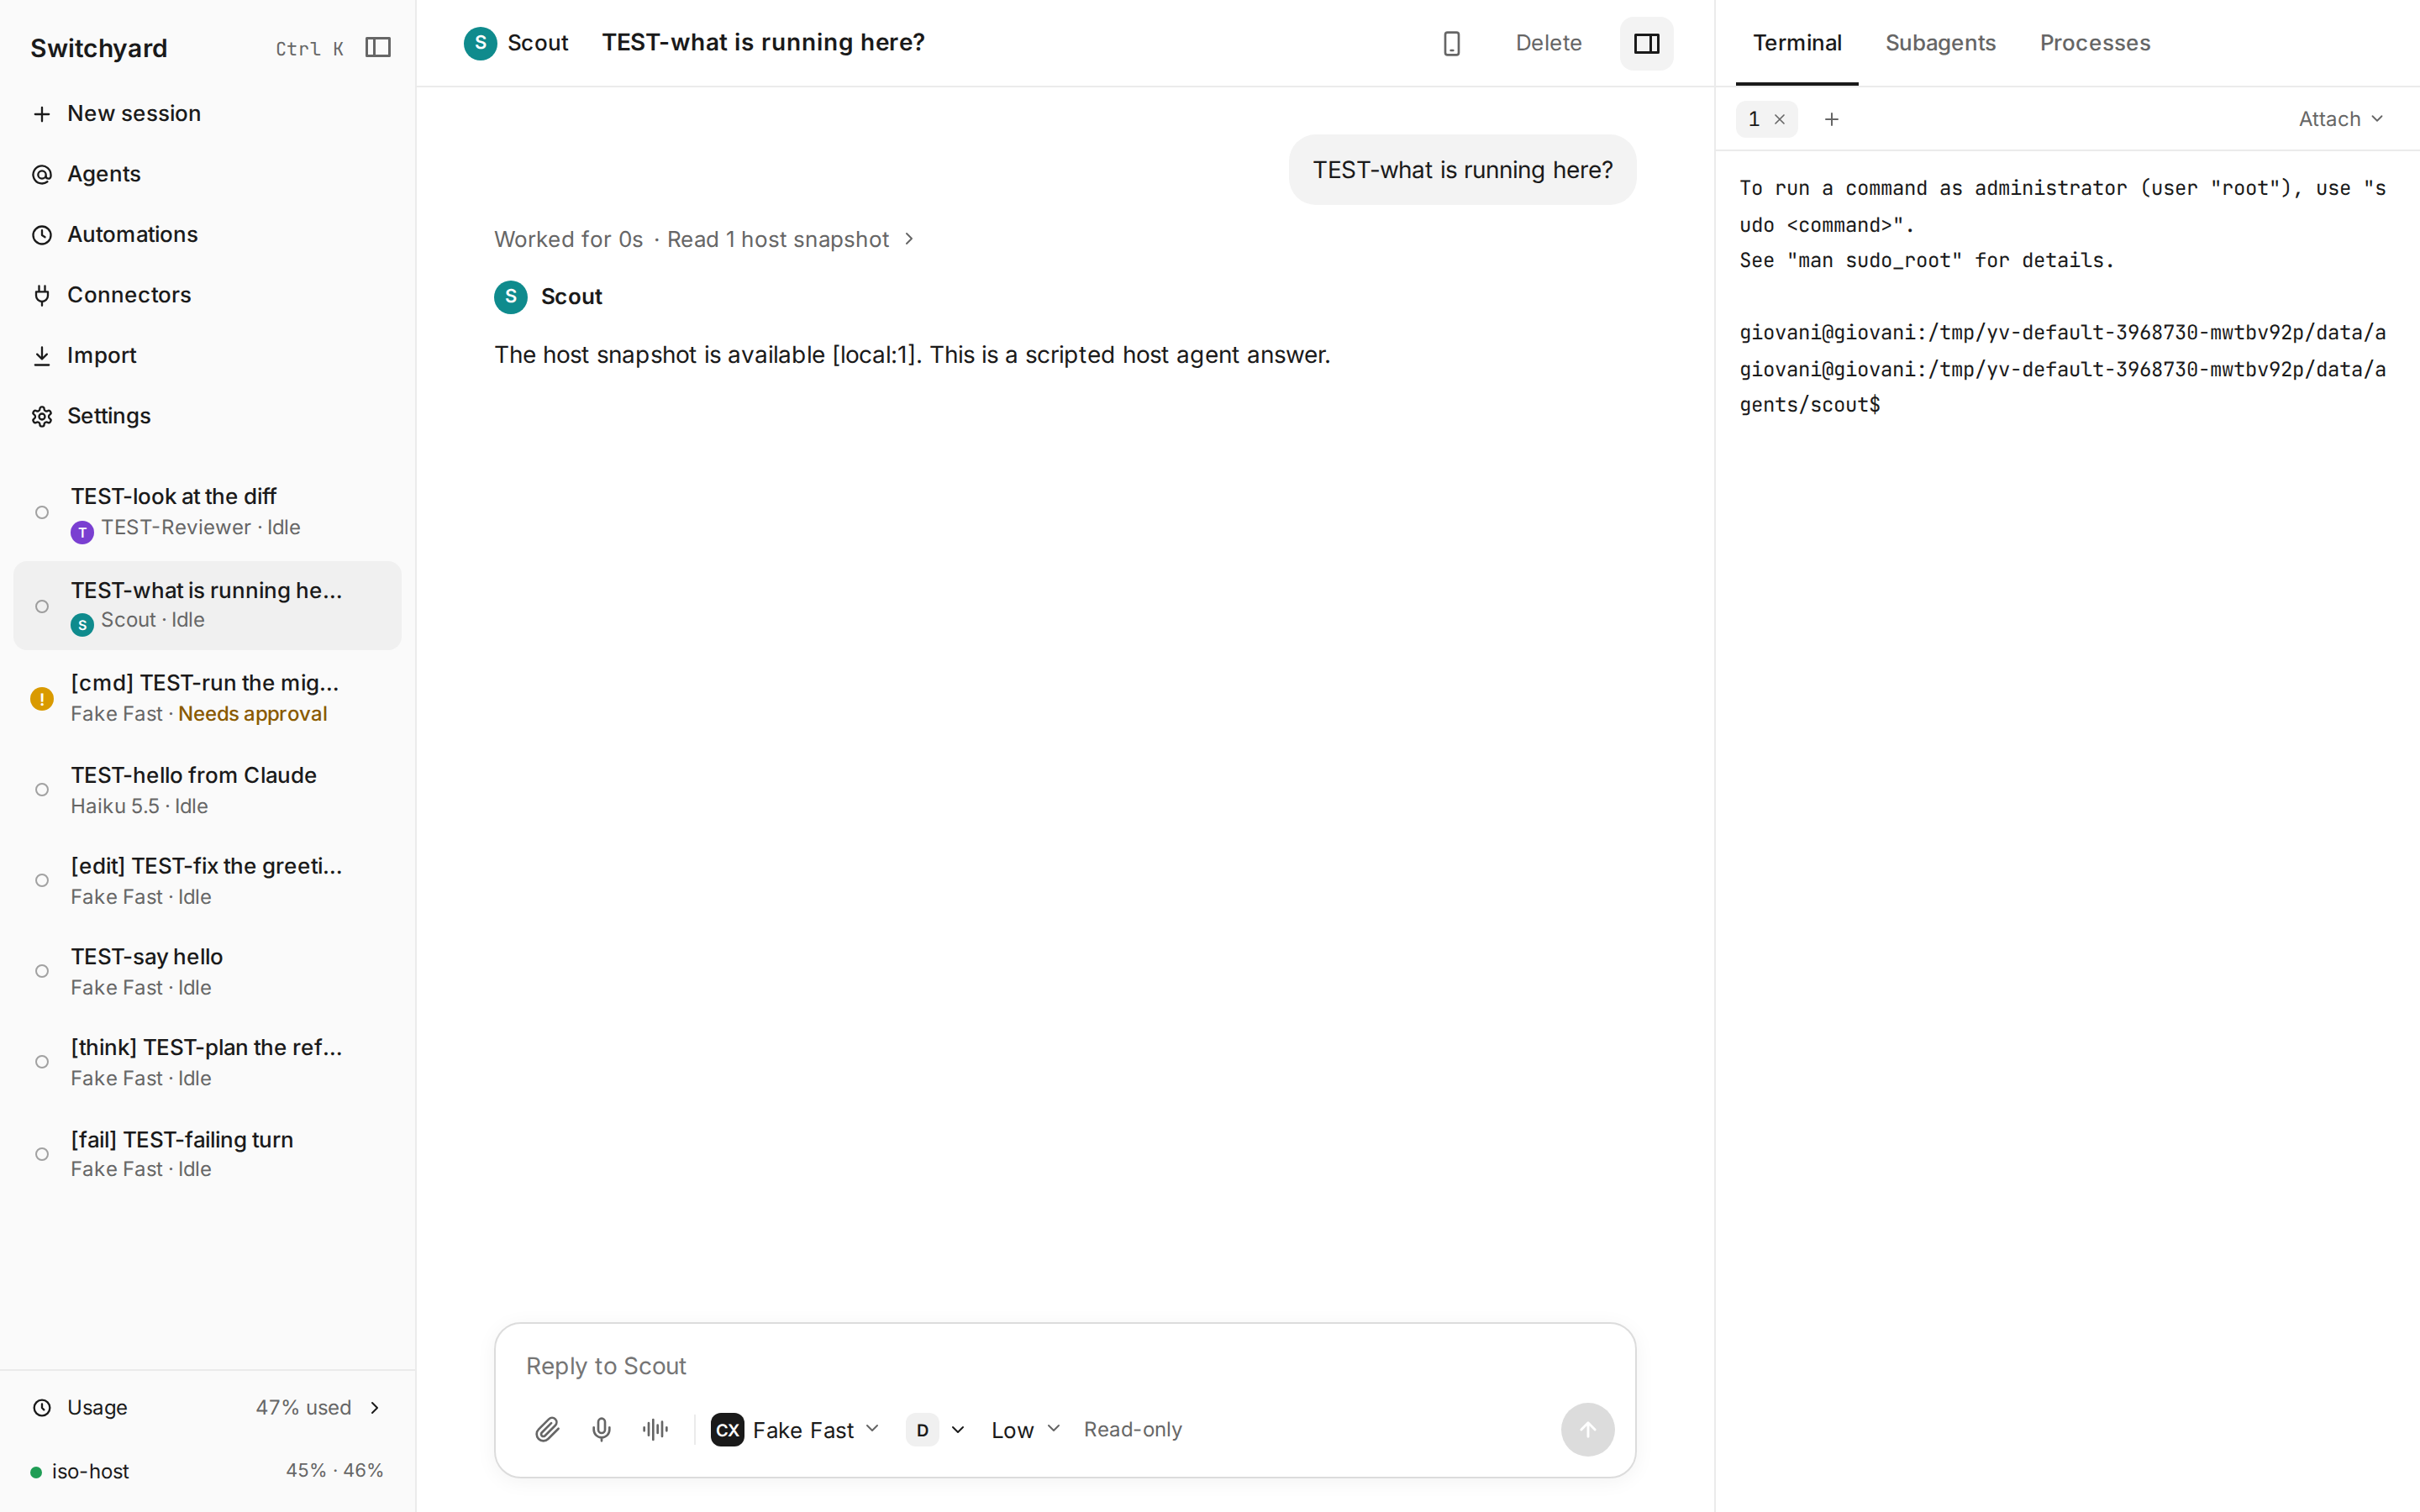 Switchyard Ctrl K
New session
Agents
Automations
Connectors
Import
Settings
TEST-look at the diff
T TEST-Reviewer · Idle
TEST-what is running he...
S Scout · Idle
[cmd] TEST-run the mig...
Fake Fast · Needs approval
TEST-hello from Claude
Haiku 5.5 · Idle
[edit] TEST-fix the greeti...
Fake Fast · Idle
TEST-say hello
Fake Fast · Idle
[think] TEST-plan the ref...
Fake Fast · Idle
[fail] TEST-failing turn
Fake Fast · Idle
Usage 47% used
iso-host 45% · 46%
S Scout TEST-what is running here? Delete
TEST-what is running here?
Worked for 0s · Read 1 host snapshot
S Scout
The host snapshot is available [local:1]. This is a scripted host agent answer.
Reply to Scout
CX Fake Fast D Low Read-only
Terminal Subagents Processes
1 Attach
To run a command as administrator (user "root"), use "s
udo <command>".
See "man sudo_root" for details.
giovani@giovani:/tmp/yv-default-3968730-mwtbv92p/data/a
giovani@giovani:/tmp/yv-default-3968730-mwtbv92p/data/a
gents/scout$